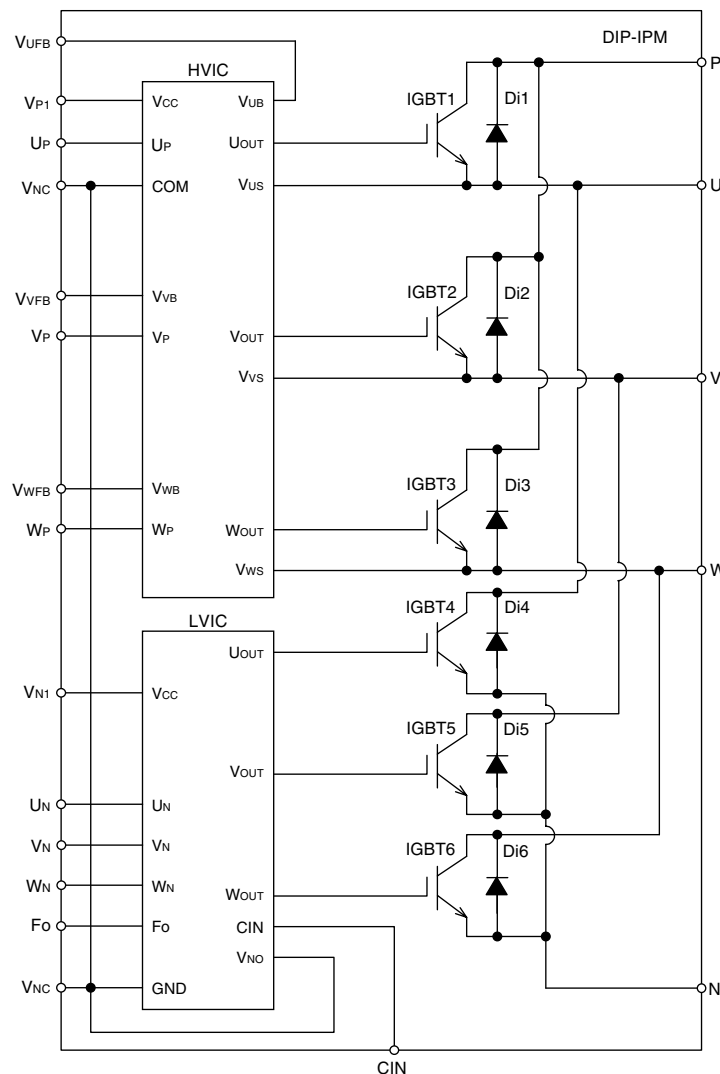 DIP-IPM
VUFB
HVIC
P
VP1
VCC
VUB
IGBT1
Di1
UP
UP
UOUT
VNC
COM
VUS
U
VVFB
VVB
IGBT2
Di2
VP
VP
VOUT
VVS
V
VWFB
VWB
IGBT3
Di3
WP
WP
WOUT
VWS
W
LVIC
IGBT4
Di4
UOUT
VN1
VCC
IGBT5
Di5
VOUT
UN
UN
VN
VN
IGBT6
Di6
WN
WN
WOUT
Fo
Fo
CIN
VNO
VNC
GND
N
CIN